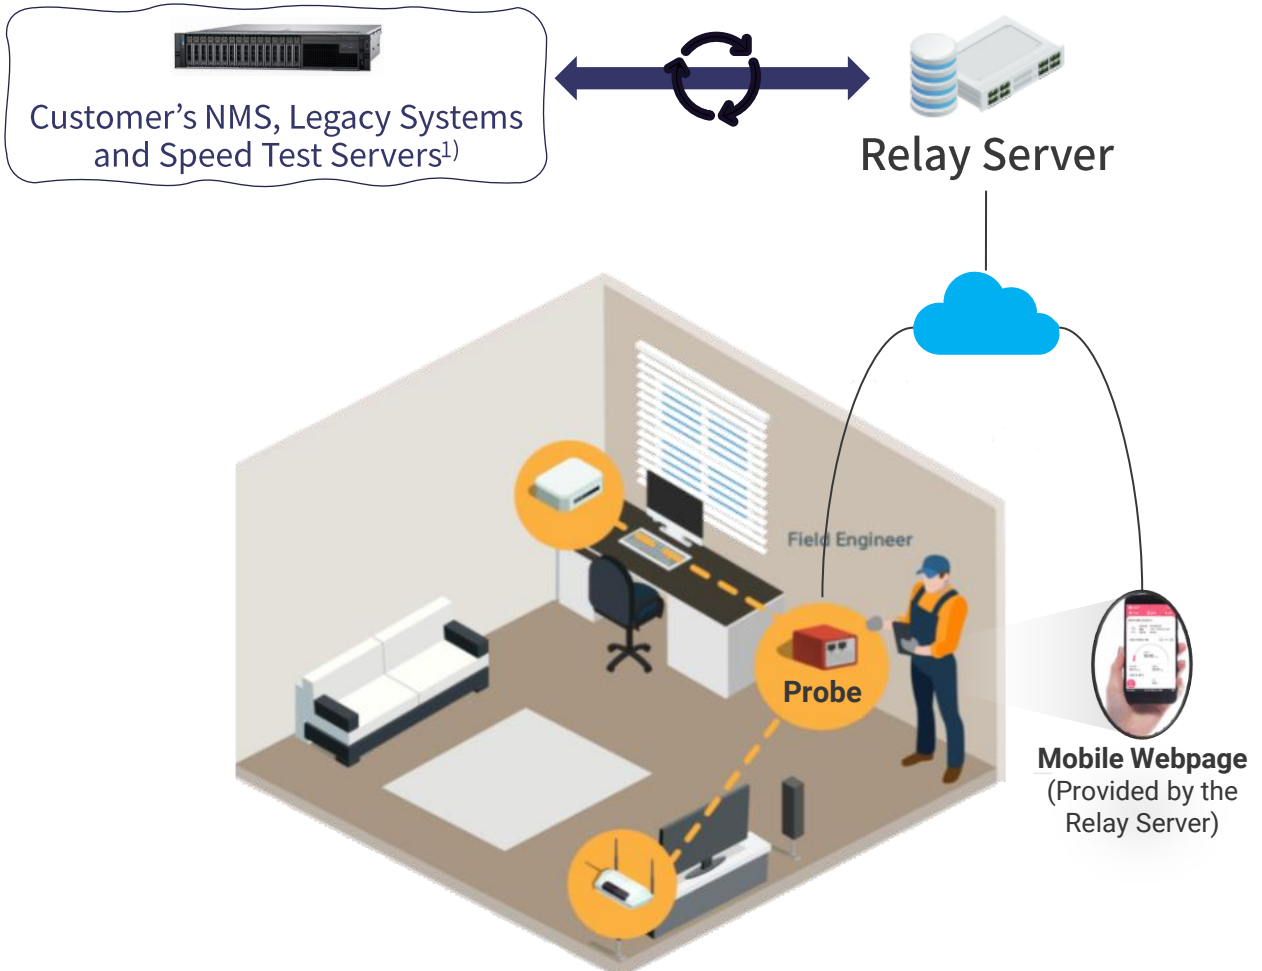 Customer’s NMS, Legacy Systems
and Speed Test Servers1)
Relay Server
Field Engineer
Probe
Mobile Webpage
(Provided by the
Relay Server)